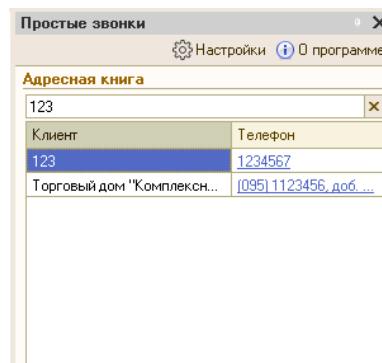 Простые звонки
Настройки О программе
Адресная книга
123
Клиент Телефон
123 1234567
Торговый дом "Комплексн... (095) 1123456, доб. ...